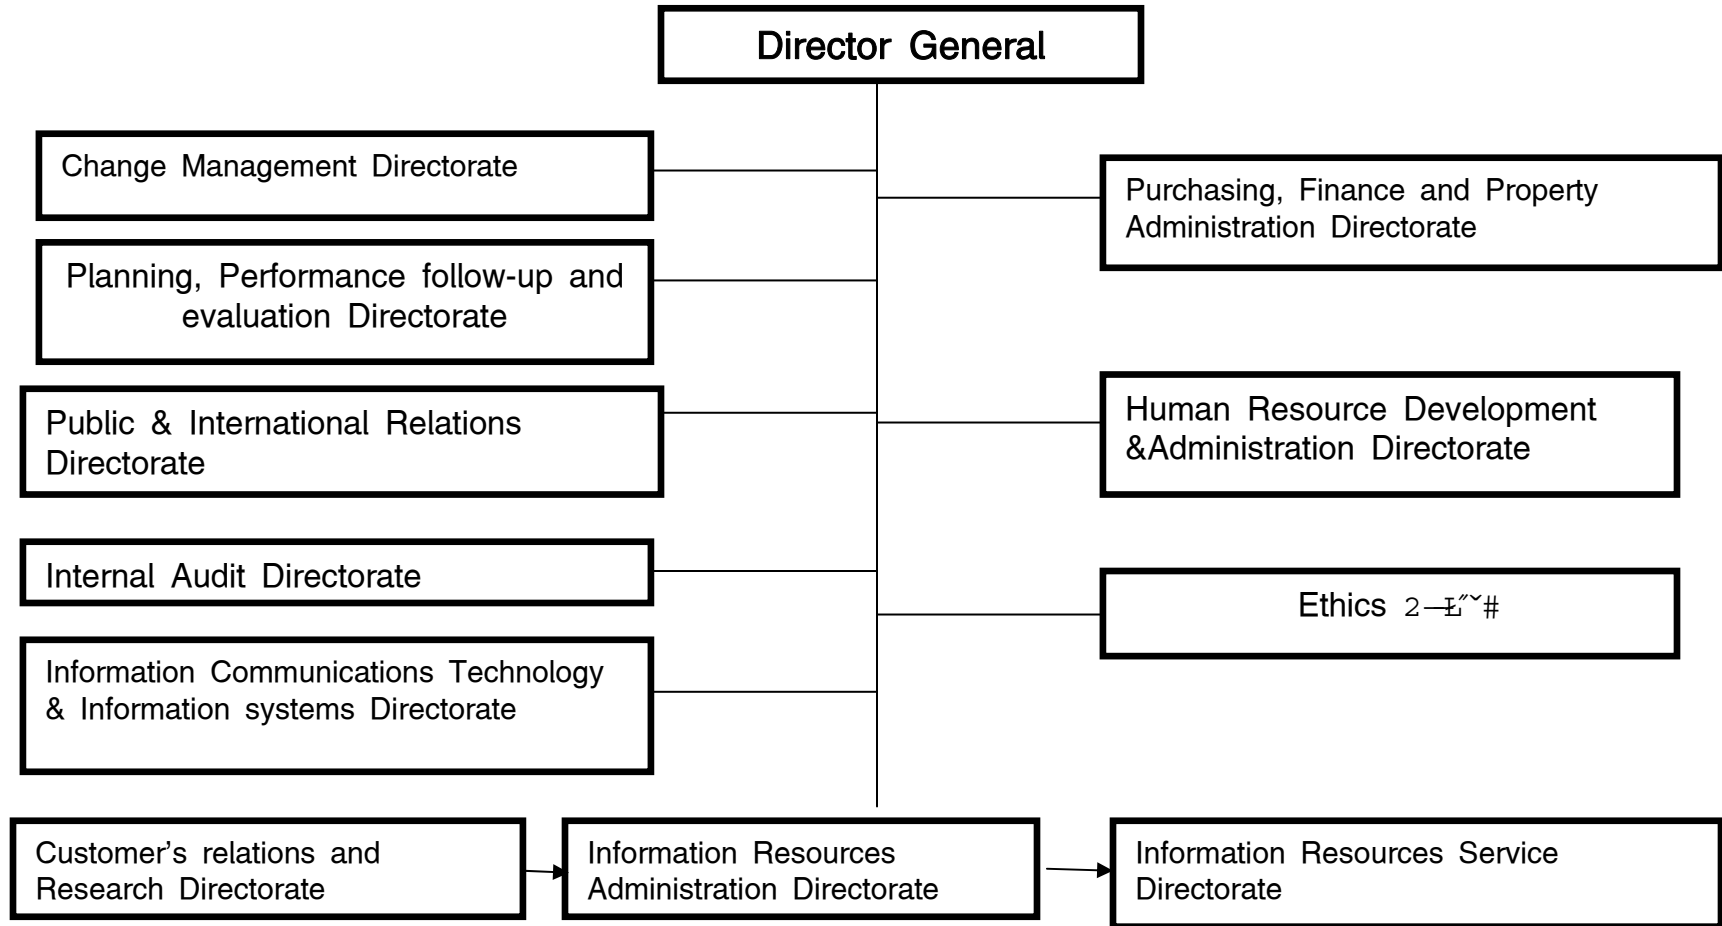 Director General
Change Management Directorate
Purchasing, Finance and Property
Administration Directorate
Planning, Performance follow-up and
evaluation Directorate
Public & International Relations
Directorate
Human Resource Development
&Administration Directorate
Internal Audit Directorate
Ethics
Information Communications Technology
& Information systems Directorate
Customer’s relations and
Research Directorate
Information Resources
Administration Directorate
Information Resources Service
Directorate